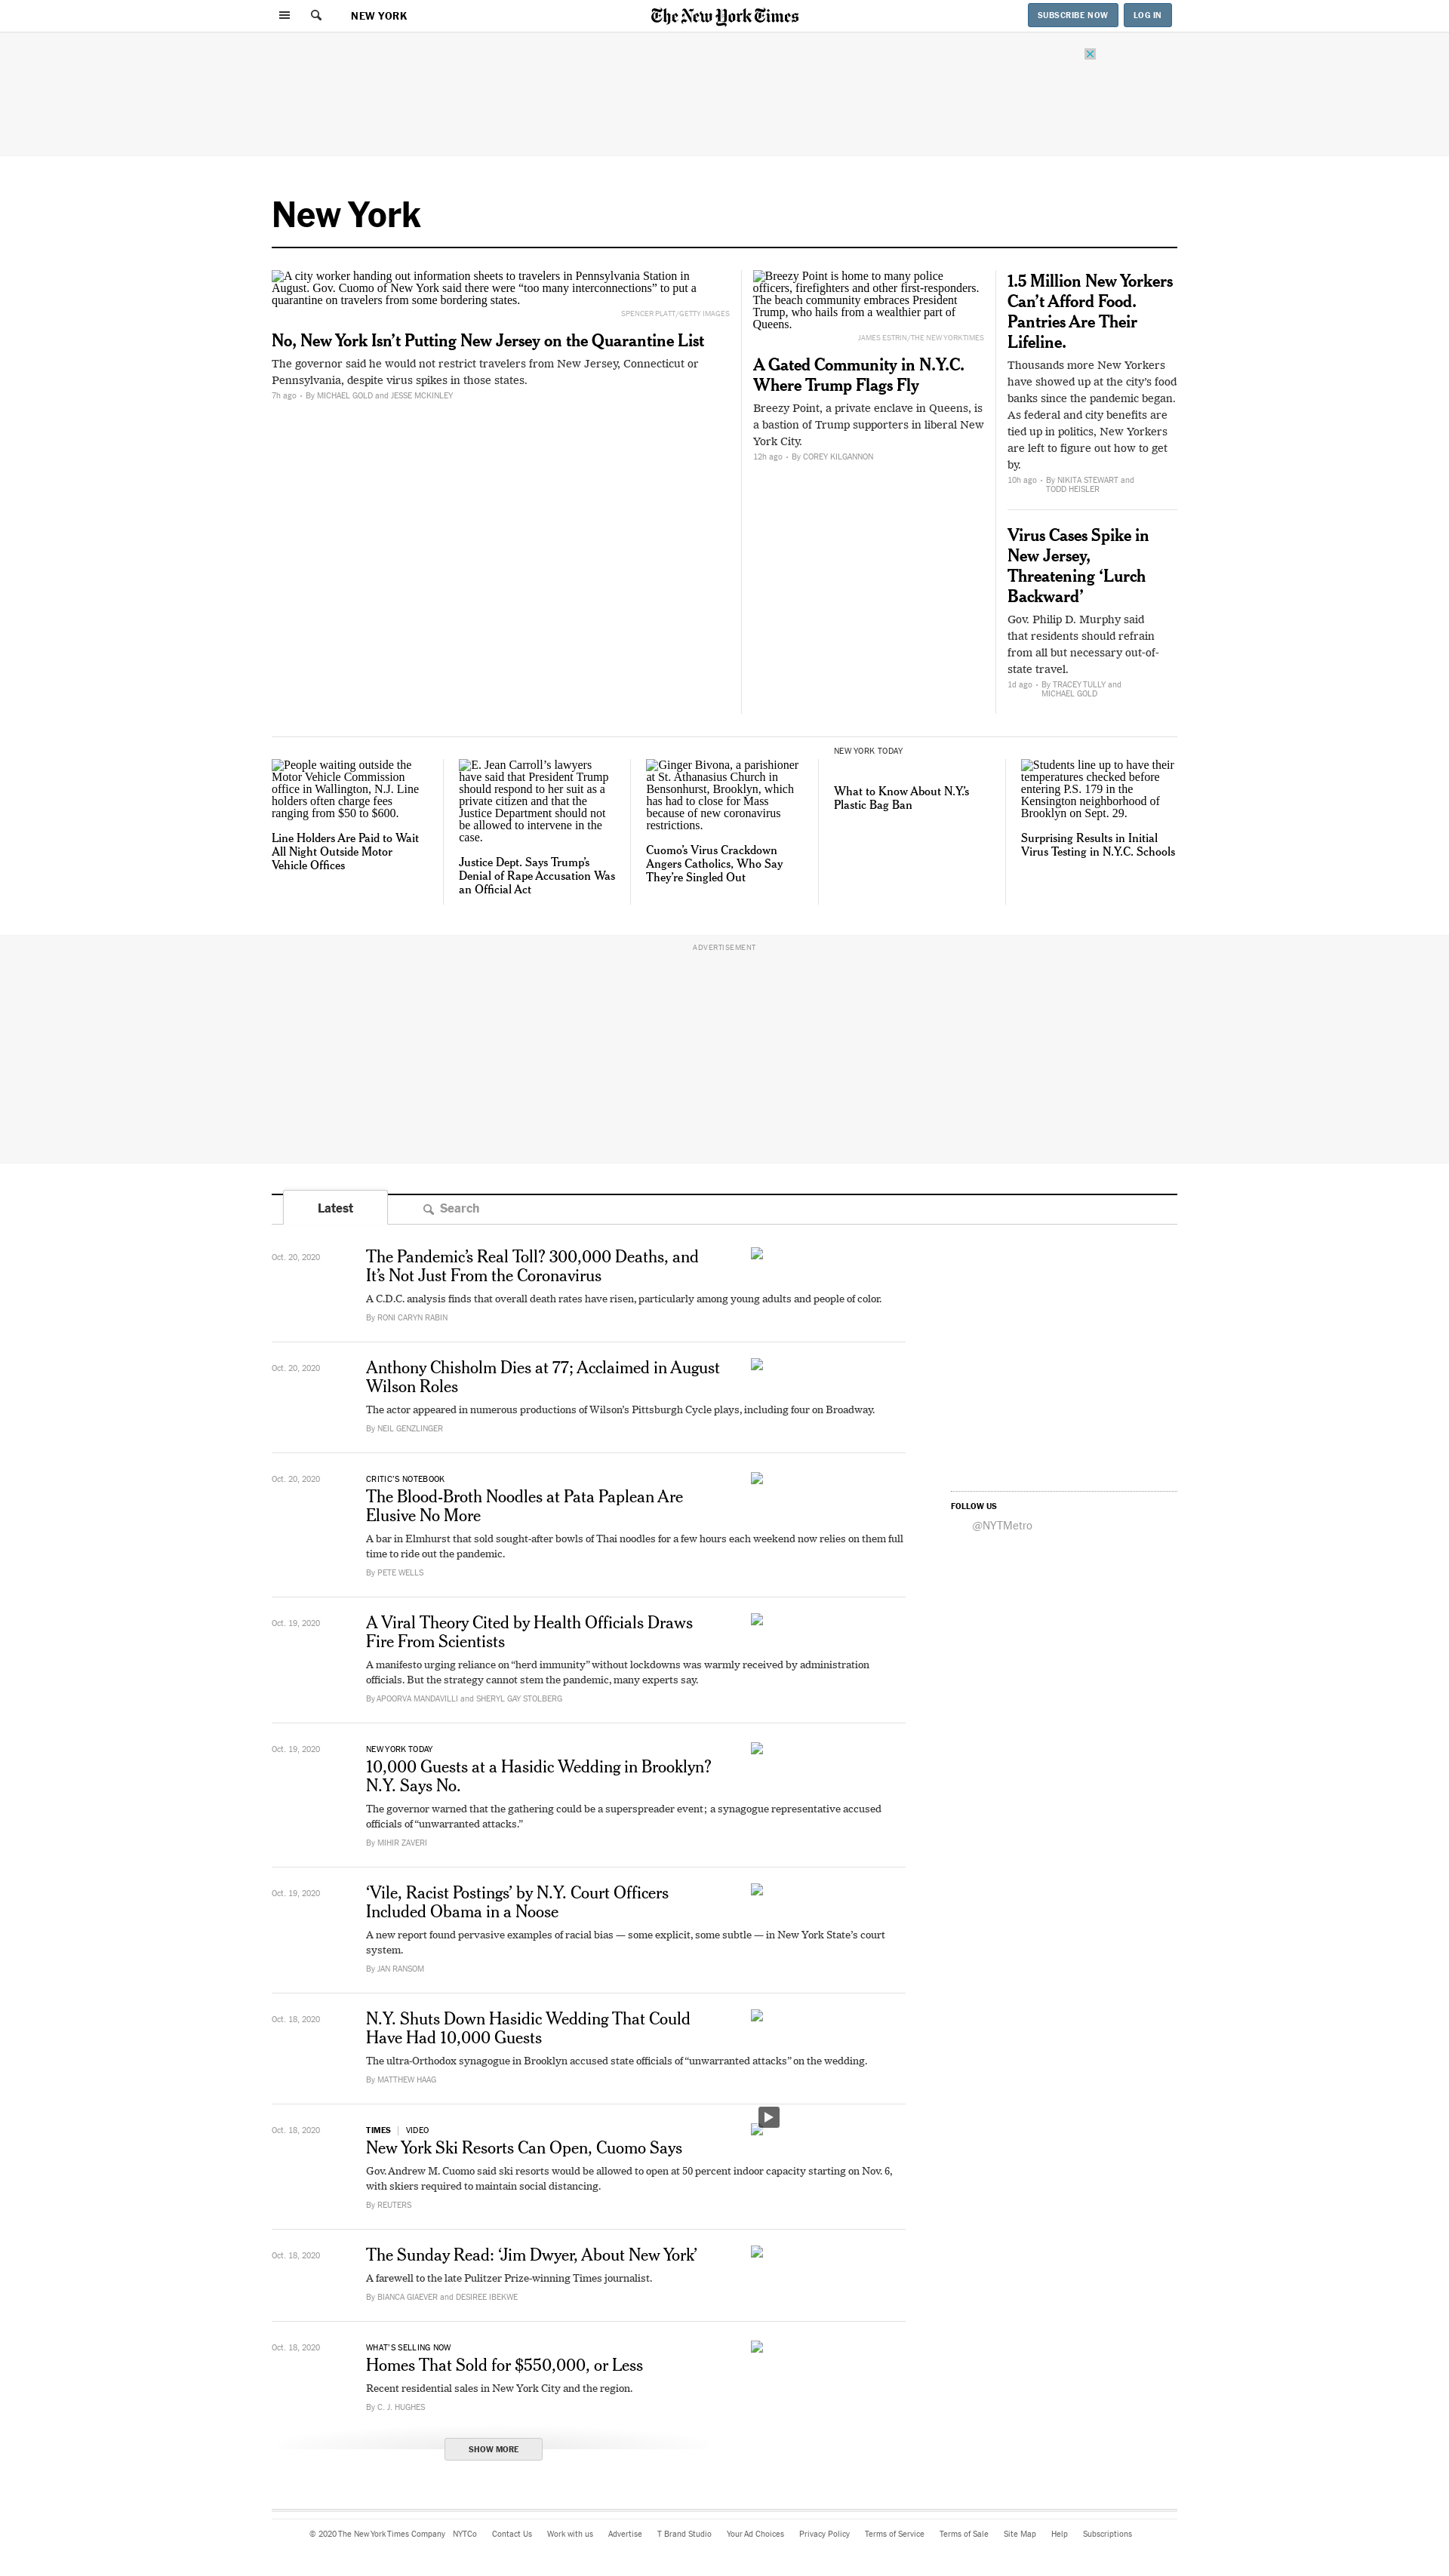 NEW YORK
The New York Times
SUBSCRIBE NOW
LOG IN
New York
A city worker handing out information sheets to travelers in Pennsylvania Station in
August. Gov. Cuomo of New York said there were “too many interconnections” to put a
quarantine on travelers from some bordering states.
SPENCER PLATT/GETTY IMAGES
No, New York Isn’t Putting New Jersey on the Quarantine List
The governor said he would not restrict travelers from New Jersey, Connecticut or
Pennsylvania, despite virus spikes in those states.
7h ago • By MICHAEL GOLD and JESSE MCKINLEY
Breezy Point is home to many police
officers, firefighters and other first-responders.
The beach community embraces President
Trump, who hails from a wealthier part of
Queens.
JAMES ESTRIN/THE NEW YORK TIMES
A Gated Community in N.Y.C.
Where Trump Flags Fly
Breezy Point, a private enclave in Queens, is
a bastion of Trump supporters in liberal New
York City.
12h ago • By COREY KILGANNON
1.5 Million New Yorkers
Can’t Afford Food.
Pantries Are Their
Lifeline.
Thousands more New Yorkers
have showed up at the city’s food
banks since the pandemic began.
As federal and city benefits are
tied up in politics, New Yorkers
are left to figure out how to get
by.
10h ago • By NIKITA STEWART and
TODD HEISLER
Virus Cases Spike in
New Jersey,
Threatening ‘Lurch
Backward’
Gov. Philip D. Murphy said
that residents should refrain
from all but necessary out-of-
state travel.
1d ago • By TRACEY TULLY and
MICHAEL GOLD
People waiting outside the
Motor Vehicle Commission
office in Wallington, N.J. Line
holders often charge fees
ranging from $50 to $600.
Line Holders Are Paid to Wait
All Night Outside Motor
Vehicle Offices
E. Jean Carroll’s lawyers
have said that President Trump
should respond to her suit as a
private citizen and that the
Justice Department should not
be allowed to intervene in the
case.
Justice Dept. Says Trump’s
Denial of Rape Accusation Was
an Official Act
Ginger Bivona, a parishioner
at St. Athanasius Church in
Bensonhurst, Brooklyn, which
has had to close for Mass
because of new coronavirus
restrictions.
Cuomo’s Virus Crackdown
Angers Catholics, Who Say
They’re Singled Out
NEW YORK TODAY
What to Know About N.Y.’s
Plastic Bag Ban
Students line up to have their
temperatures checked before
entering P.S. 179 in the
Kensington neighborhood of
Brooklyn on Sept. 29.
Surprising Results in Initial
Virus Testing in N.Y.C. Schools
ADVERTISEMENT
Latest
Search
Oct. 20, 2020
The Pandemic’s Real Toll? 300,000 Deaths, and
It’s Not Just From the Coronavirus
A C.D.C. analysis finds that overall death rates have risen, particularly among young adults and people of color.
By RONI CARYN RABIN
Oct. 20, 2020
Anthony Chisholm Dies at 77; Acclaimed in August
Wilson Roles
The actor appeared in numerous productions of Wilson’s Pittsburgh Cycle plays, including four on Broadway.
By NEIL GENZLINGER
Oct. 20, 2020
CRITIC’S NOTEBOOK
The Blood-Broth Noodles at Pata Paplean Are
Elusive No More
A bar in Elmhurst that sold sought-after bowls of Thai noodles for a few hours each weekend now relies on them full
time to ride out the pandemic.
By PETE WELLS
FOLLOW US
@NYTMetro
Oct. 19, 2020
A Viral Theory Cited by Health Officials Draws
Fire From Scientists
A manifesto urging reliance on “herd immunity” without lockdowns was warmly received by administration
officials. But the strategy cannot stem the pandemic, many experts say.
By APOORVA MANDAVILLI and SHERYL GAY STOLBERG
Oct. 19, 2020
NEW YORK TODAY
10,000 Guests at a Hasidic Wedding in Brooklyn?
N.Y. Says No.
The governor warned that the gathering could be a superspreader event; a synagogue representative accused
officials of “unwarranted attacks.”
By MIHIR ZAVERI
Oct. 19, 2020
‘Vile, Racist Postings’ by N.Y. Court Officers
Included Obama in a Noose
A new report found pervasive examples of racial bias — some explicit, some subtle — in New York State’s court
system.
By JAN RANSOM
Oct. 18, 2020
N.Y. Shuts Down Hasidic Wedding That Could
Have Had 10,000 Guests
The ultra-Orthodox synagogue in Brooklyn accused state officials of “unwarranted attacks” on the wedding.
By MATTHEW HAAG
Oct. 18, 2020
TIMES | VIDEO
New York Ski Resorts Can Open, Cuomo Says
Gov. Andrew M. Cuomo said ski resorts would be allowed to open at 50 percent indoor capacity starting on Nov. 6,
with skiers required to maintain social distancing.
By REUTERS
Oct. 18, 2020
The Sunday Read: ‘Jim Dwyer, About New York’
A farewell to the late Pulitzer Prize-winning Times journalist.
By BIANCA GIAEVER and DESIREE IBEKWE
Oct. 18, 2020
WHAT’S SELLING NOW
Homes That Sold for $550,000, or Less
Recent residential sales in New York City and the region.
By C. J. HUGHES
SHOW MORE
© 2020 The New York Times Company NYTCo Contact Us Work with us Advertise T Brand Studio Your Ad Choices Privacy Policy Terms of Service Terms of Sale Site Map Help Subscriptions